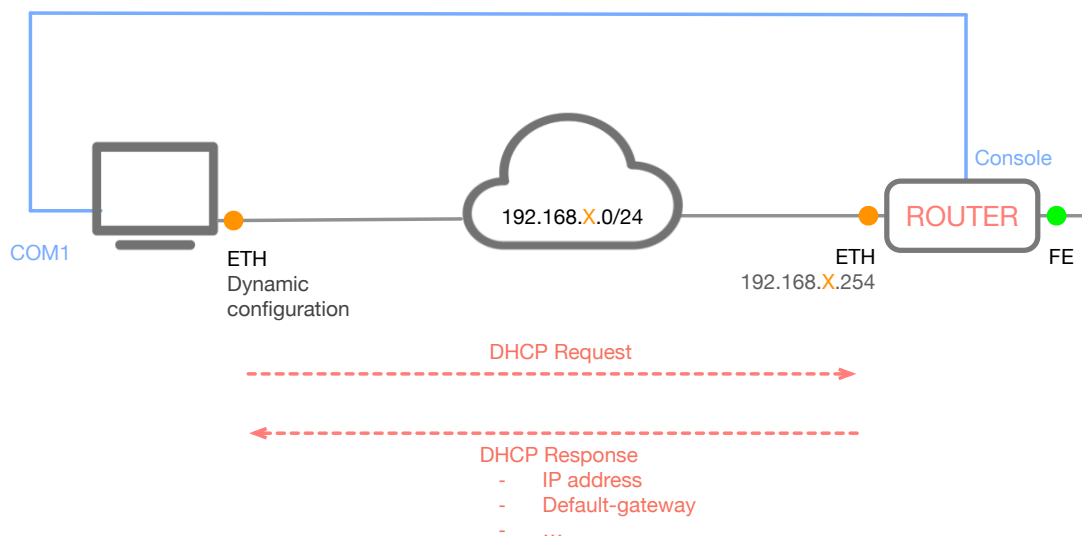 Console
192.168.X.0/24
ROUTER
COM1
ETH
Dynamic
configuration
ETH
192.168.X.254
FE
DHCP Request
DHCP Response
- IP address
- Default-gateway
- ...